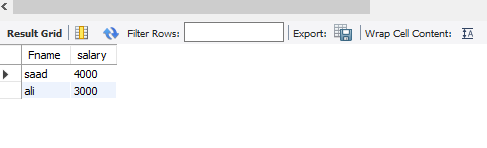 Result Grid Filter Rows: Export: Wrap Cell Content:
Fname salary
saad 4000
ali 3000